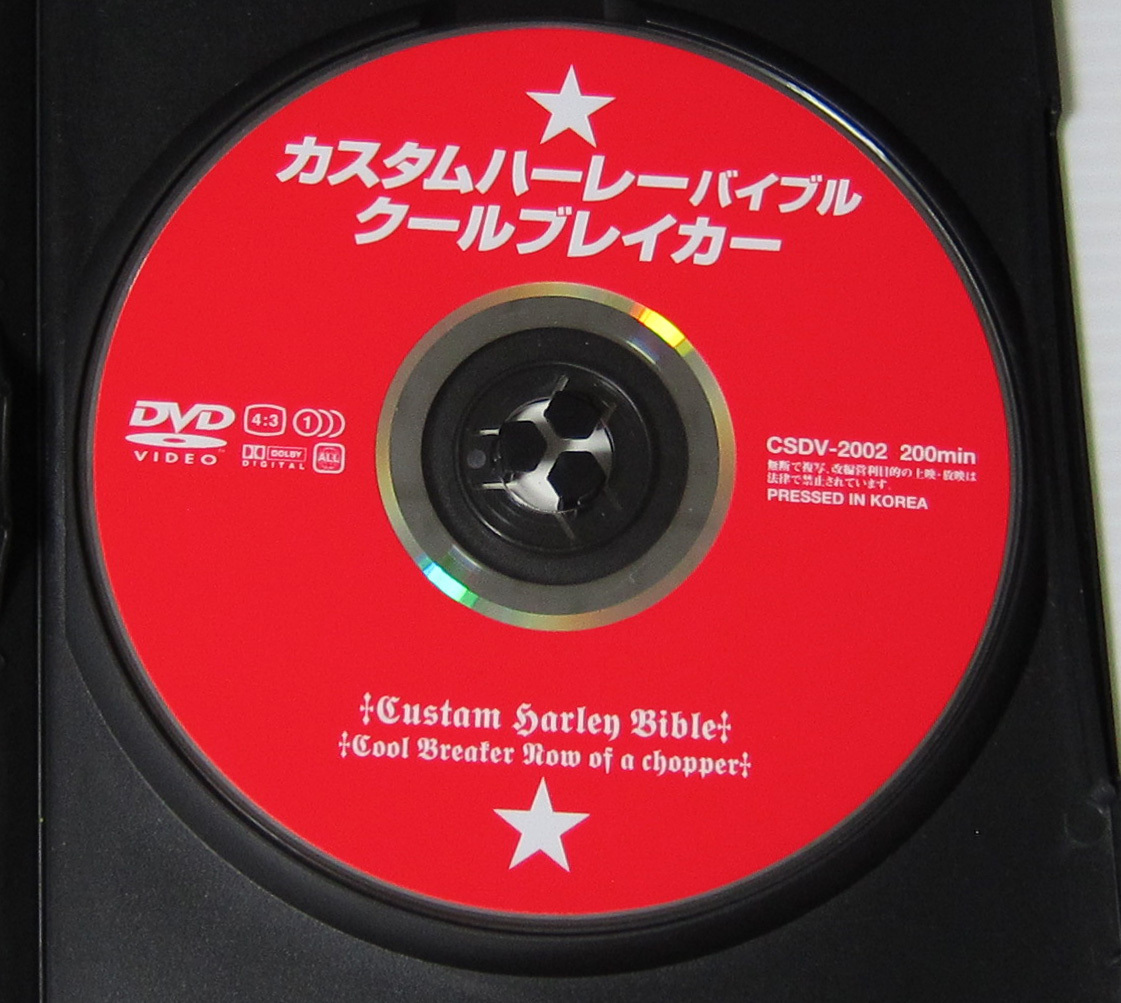 カスタムハーレーバイブル
クールブレイカー
DVD
VIDEO
4:3
1
DOLBY
DIGITAL
ALL
CSDV-2002 200min
無断で複写、改編営利目的の上映・放映は
法律で禁止されています。
PRESSED IN KOREA
‡Custam Harley Bible‡
‡Cool Breaker Now of a chopper‡